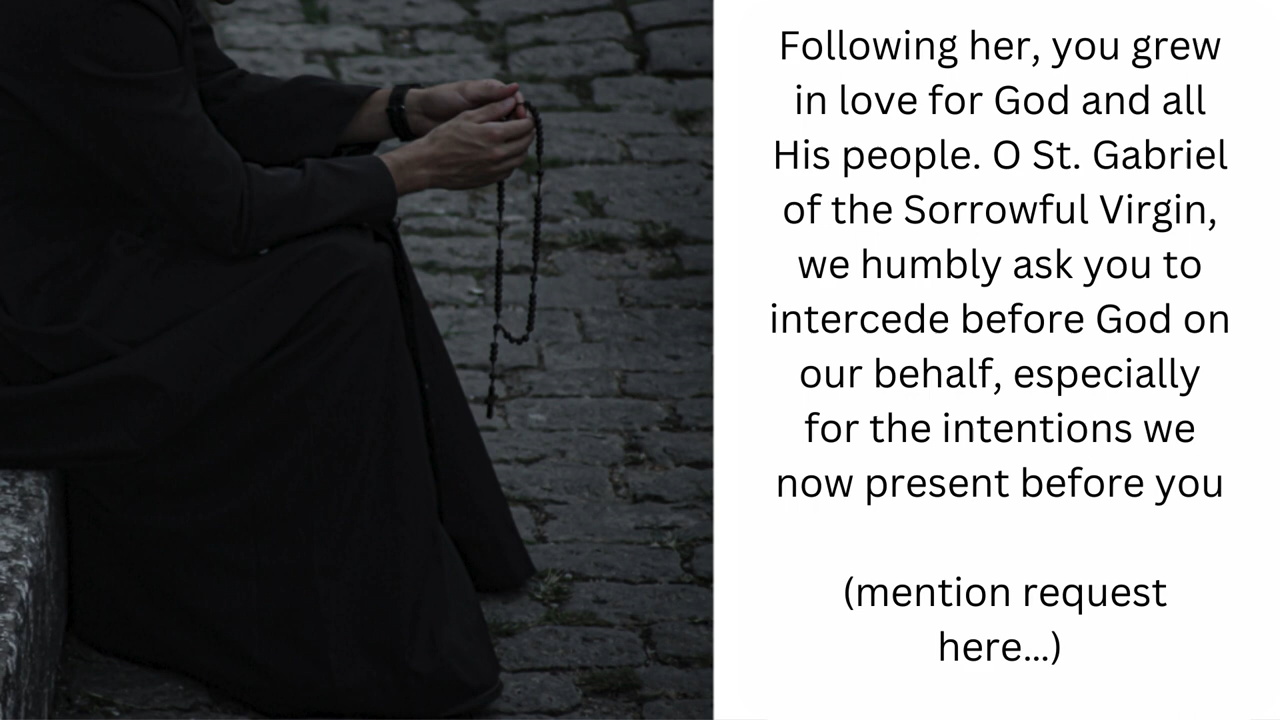 Following her, you grew
in love for God and all
His people. O St. Gabriel
of the Sorrowful Virgin,
we humbly ask you to
intercede before God on
our behalf, especially
for the intentions we
now present before you
(mention request
here...)